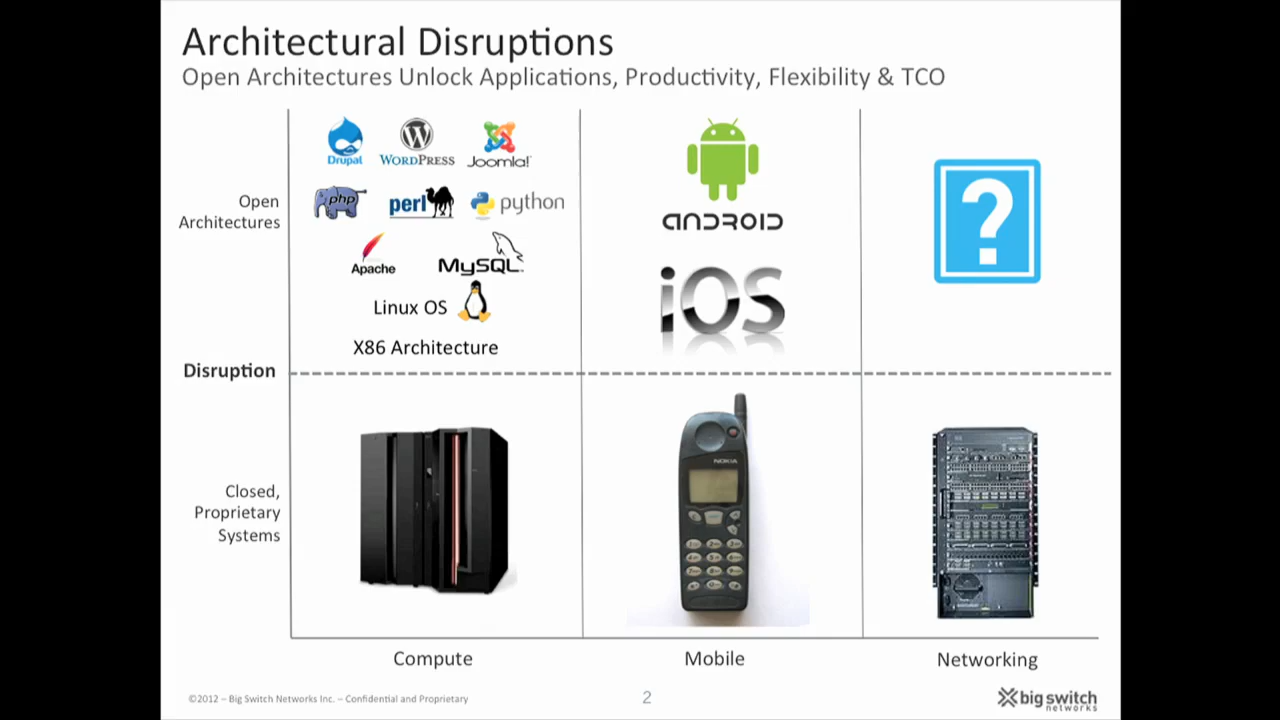 Architectural Disruptions
Open Architectures Unlock Applications, Productivity, Flexibility & TCO
Open
Architectures
Drupal
WORDPRESS
Joomla!
php
perl
python
Apache
MySQL
Linux OS
X86 Architecture
ANDROID
iOS
?
Disruption
Closed,
Proprietary
Systems
NOKIA
Compute
Mobile
Networking
©2012 – Big Switch Networks Inc. – Confidential and Proprietary
2
big switch
networks